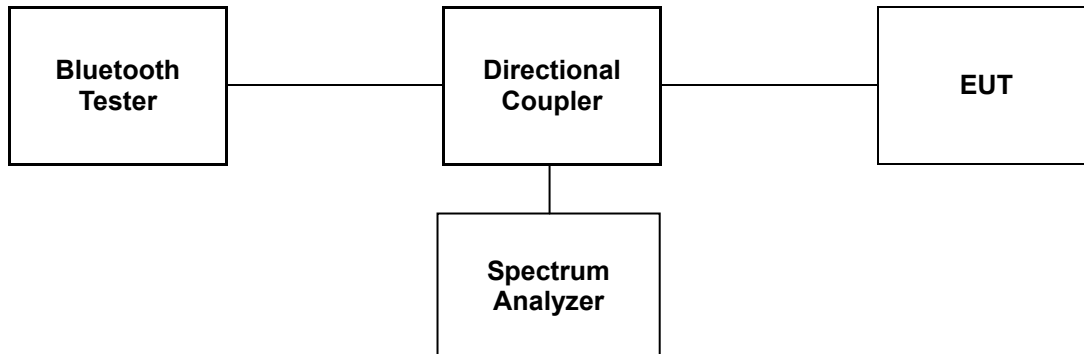 Bluetooth
Tester
Directional
Coupler
EUT
Spectrum
Analyzer